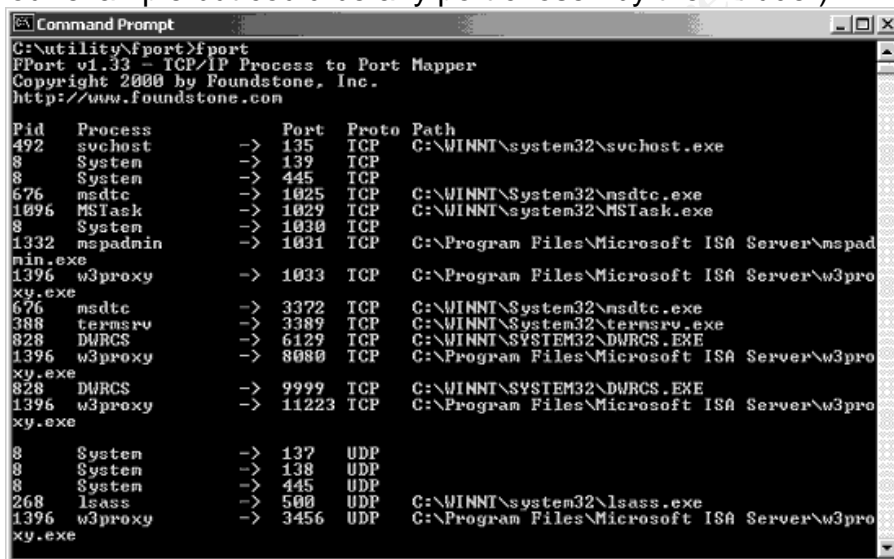 Command Prompt
C:\utility\fport>fport
FPort v1.33 - TCP/IP Process to Port Mapper
Copyright 2000 by Foundstone, Inc.
http://www.foundstone.com
Pid Process Port Proto Path
492 svchost -> 135 TCP C:\WINNT\system32\svchost.exe
8 System -> 139 TCP
8 System -> 445 TCP
676 msdtc -> 1025 TCP C:\WINNT\System32\msdtc.exe
1096 MSTask -> 1029 TCP C:\WINNT\system32\MSTask.exe
8 System -> 1030 TCP
1332 mspadmin -> 1031 TCP C:\Program Files\Microsoft ISA Server\mspad
min.exe
1396 w3proxy -> 1033 TCP C:\Program Files\Microsoft ISA Server\w3pro
xy.exe
676 msdtc -> 3372 TCP C:\WINNT\System32\msdtc.exe
388 termsrv -> 3389 TCP C:\WINNT\System32\termsrv.exe
828 DWRCS -> 6129 TCP C:\WINNT\SYSTEM32\DWRCS.EXE
1396 w3proxy -> 8080 TCP C:\Program Files\Microsoft ISA Server\w3pro
xy.exe
828 DWRCS -> 9999 TCP C:\WINNT\SYSTEM32\DWRCS.EXE
1396 w3proxy -> 11223 TCP C:\Program Files\Microsoft ISA Server\w3pro
xy.exe
8 System -> 137 UDP
8 System -> 138 UDP
8 System -> 445 UDP
268 lsass -> 500 UDP C:\WINNT\system32\lsass.exe
1396 w3proxy -> 3456 UDP C:\Program Files\Microsoft ISA Server\w3pro
xy.exe